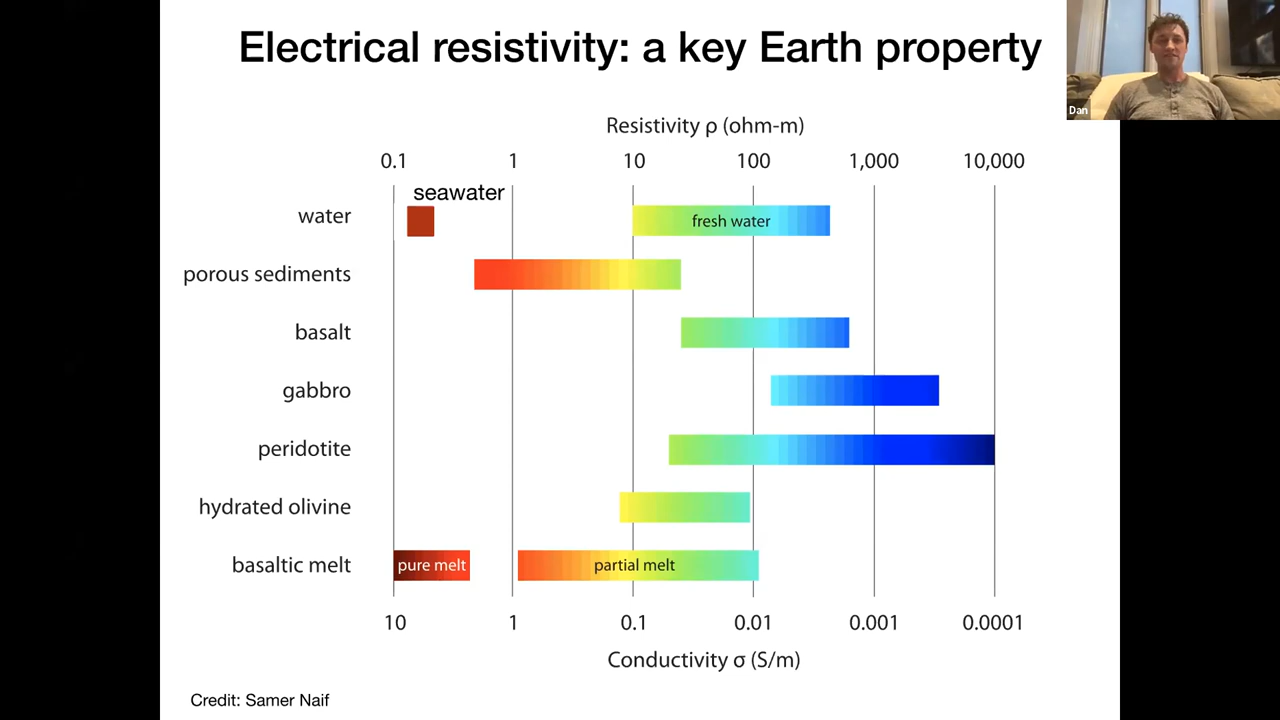 Electrical resistivity: a key Earth property
Dan
Resistivity ρ (ohm-m)
0.1 1 10 100 1,000 10,000
seawater
water
fresh water
porous sediments
basalt
gabbro
peridotite
hydrated olivine
basaltic melt
pure melt
partial melt
10 1 0.1 0.01 0.001 0.0001
Conductivity σ (S/m)
Credit: Samer Naif